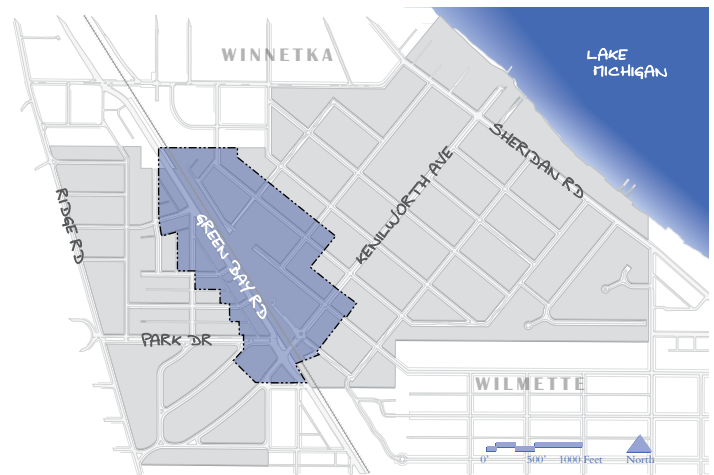 WINNETKA
LAKE
MICHIGAN
SHERIDAN RD
KENILWORTH AVE
RIDGE RD
GREEN BAY RD
PARK DR
WILMETTE
0' 500' 1000 Feet North